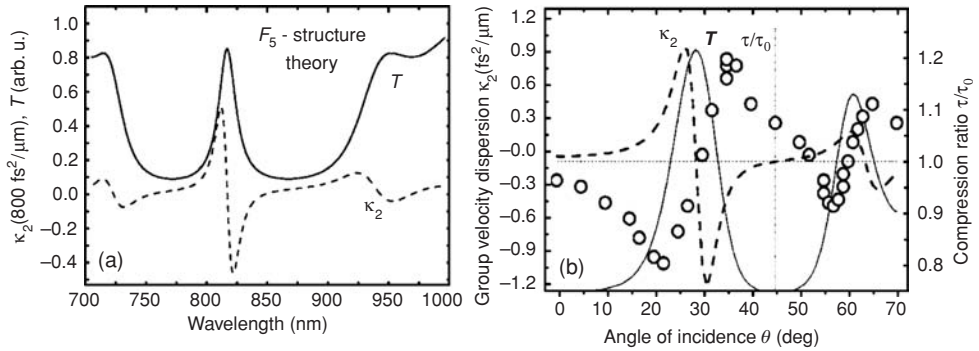 κ₂(800 fs²/μm), T (arb. u.)
1.0
0.8
0.6
0.4
0.2
0.0
−0.2
−0.4
F₅ - structure
theory
T
κ₂
(a)
700 750 800 850 900 950 1000
Wavelength (nm)
Group velocity dispersion κ₂(fs²/μm)
0.9
0.6
0.3
−0.0
−0.3
−0.6
−0.9
−1.2
κ₂
T
τ/τ₀
(b)
0 10 20 30 40 50 60 70
Angle of incidence θ (deg)
1.2
1.1
1.0
0.9
0.8
Compression ratio τ/τ₀